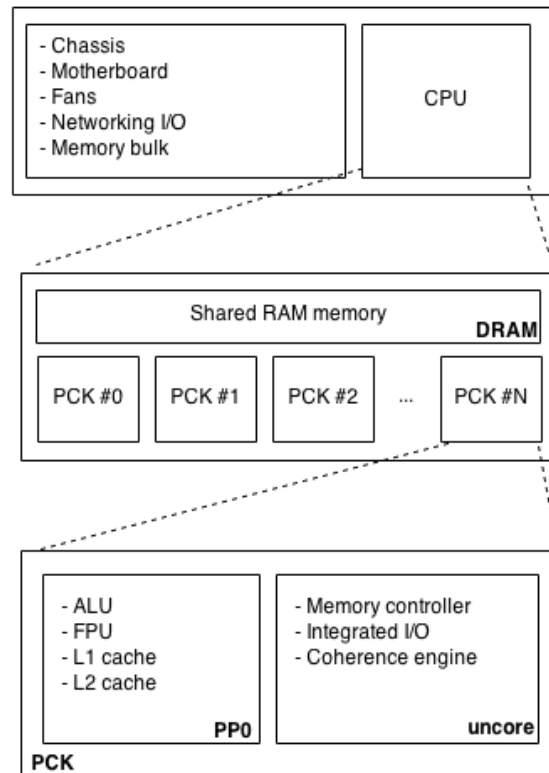 - Chassis
- Motherboard
- Fans
- Networking I/O
- Memory bulk
CPU
Shared RAM memory
DRAM
PCK #0
PCK #1
PCK #2
...
PCK #N
- ALU
- FPU
- L1 cache
- L2 cache
PP0
- Memory controller
- Integrated I/O
- Coherence engine
uncore
PCK